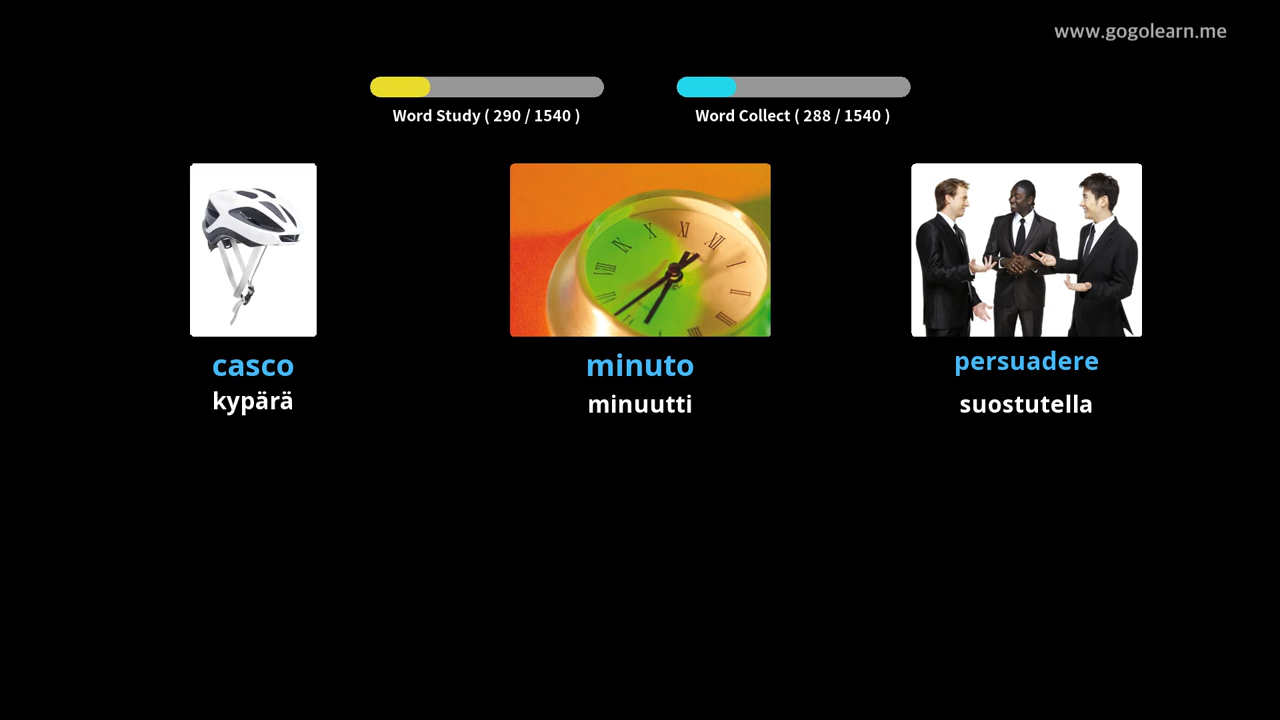 www.gogolearn.me
Word Study ( 290 / 1540 )
Word Collect ( 288 / 1540 )
casco
kypärä
minuto
minuutti
persuadere
suostutella